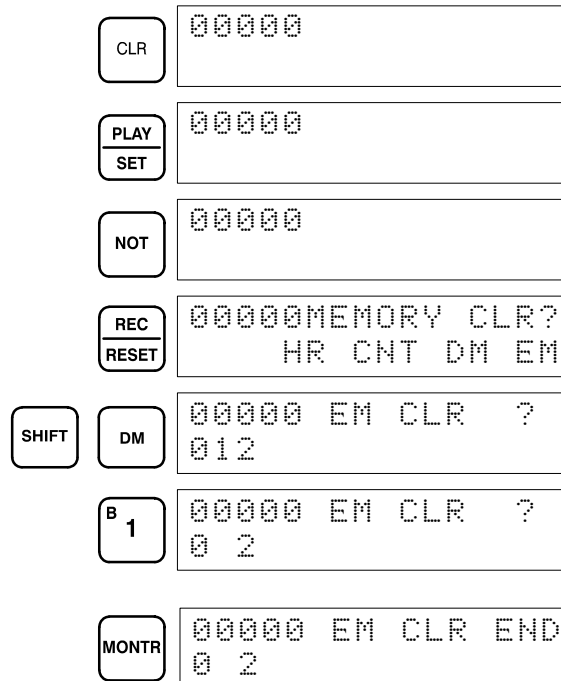 CLR
00000
PLAY
SET
00000
NOT
00000
REC
RESET
00000MEMORY CLR?
HR CNT DM EM
SHIFT
DM
00000 EM CLR ?
012
B
1
00000 EM CLR ?
0 2
MONTR
00000 EM CLR END
0 2